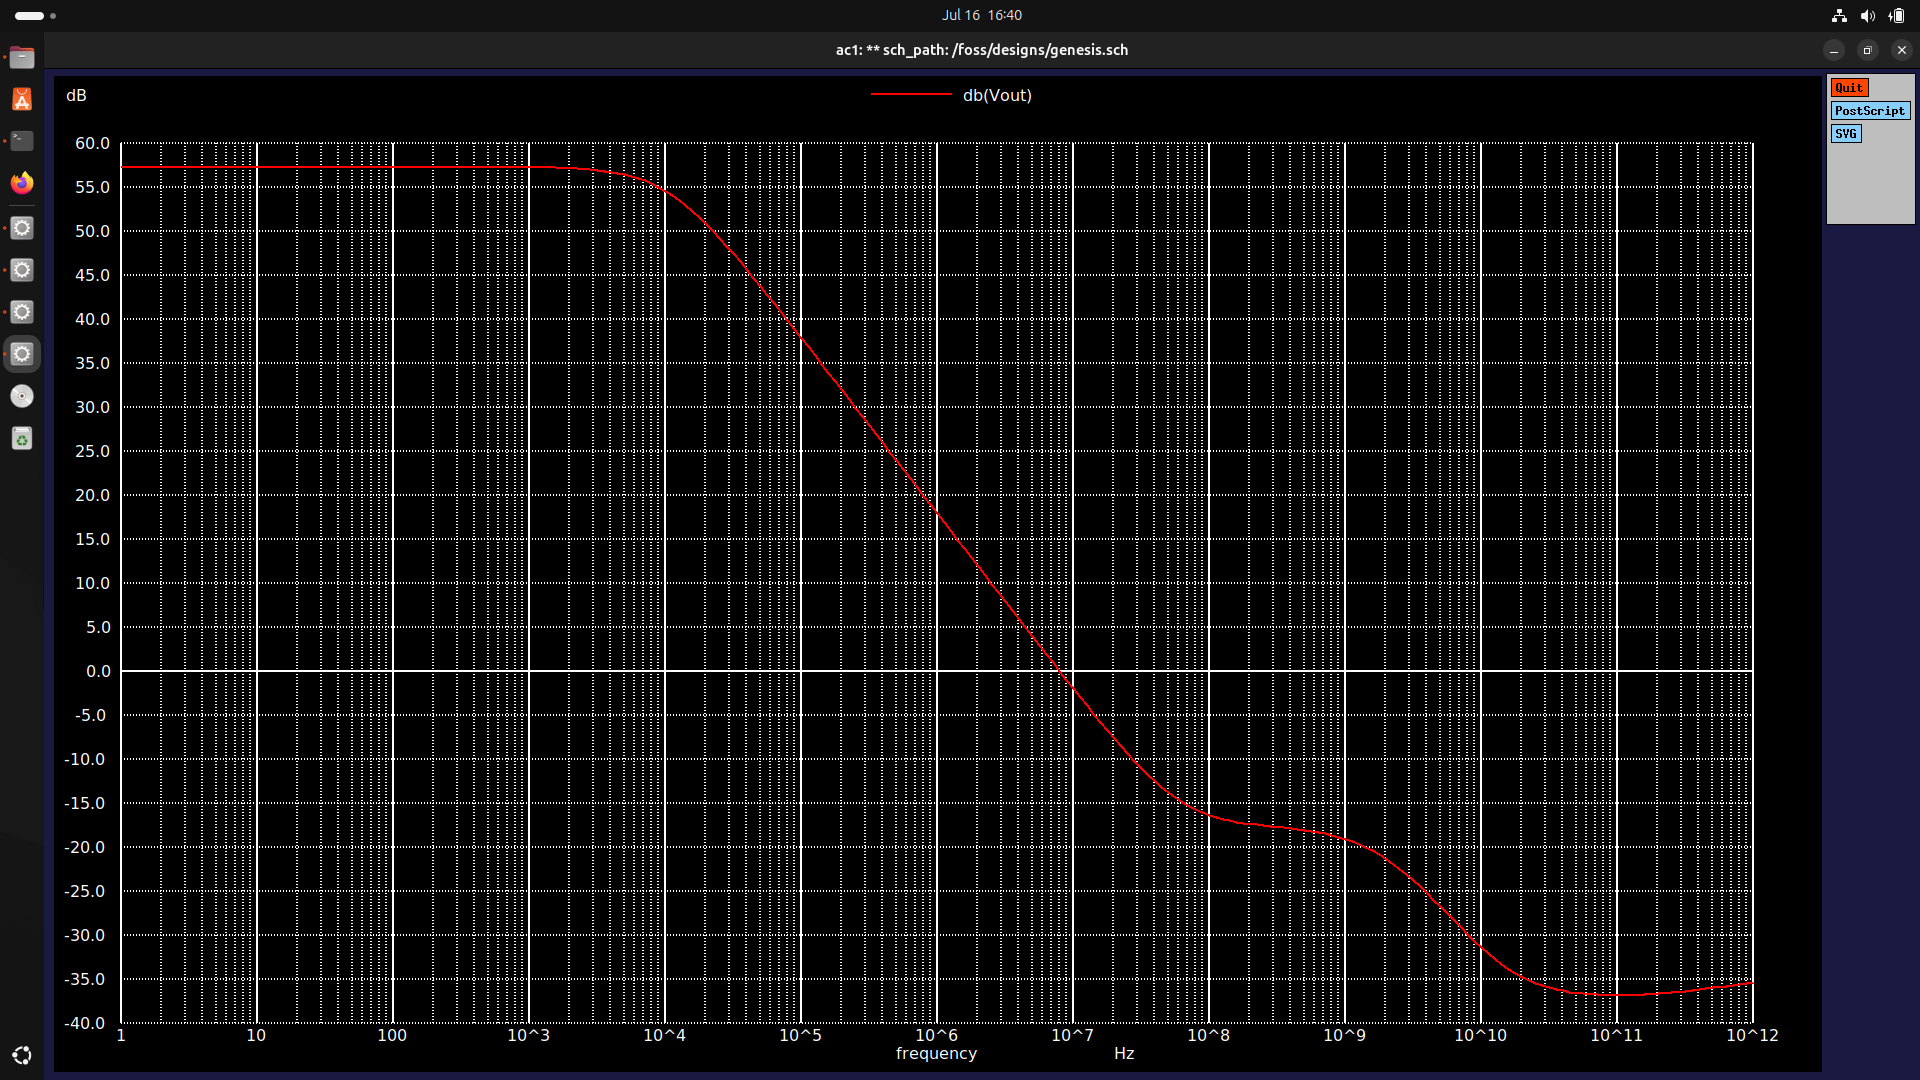 Jul 16 16:40
ac1: ** sch_path: /foss/designs/genesis.sch
Quit
PostScript
SVG
dB
db(Vout)
60.0
55.0
50.0
45.0
40.0
35.0
30.0
25.0
20.0
15.0
10.0
5.0
0.0
-5.0
-10.0
-15.0
-20.0
-25.0
-30.0
-35.0
-40.0
1 10 100 10^3 10^4 10^5 10^6 10^7 10^8 10^9 10^10 10^11 10^12
frequency Hz